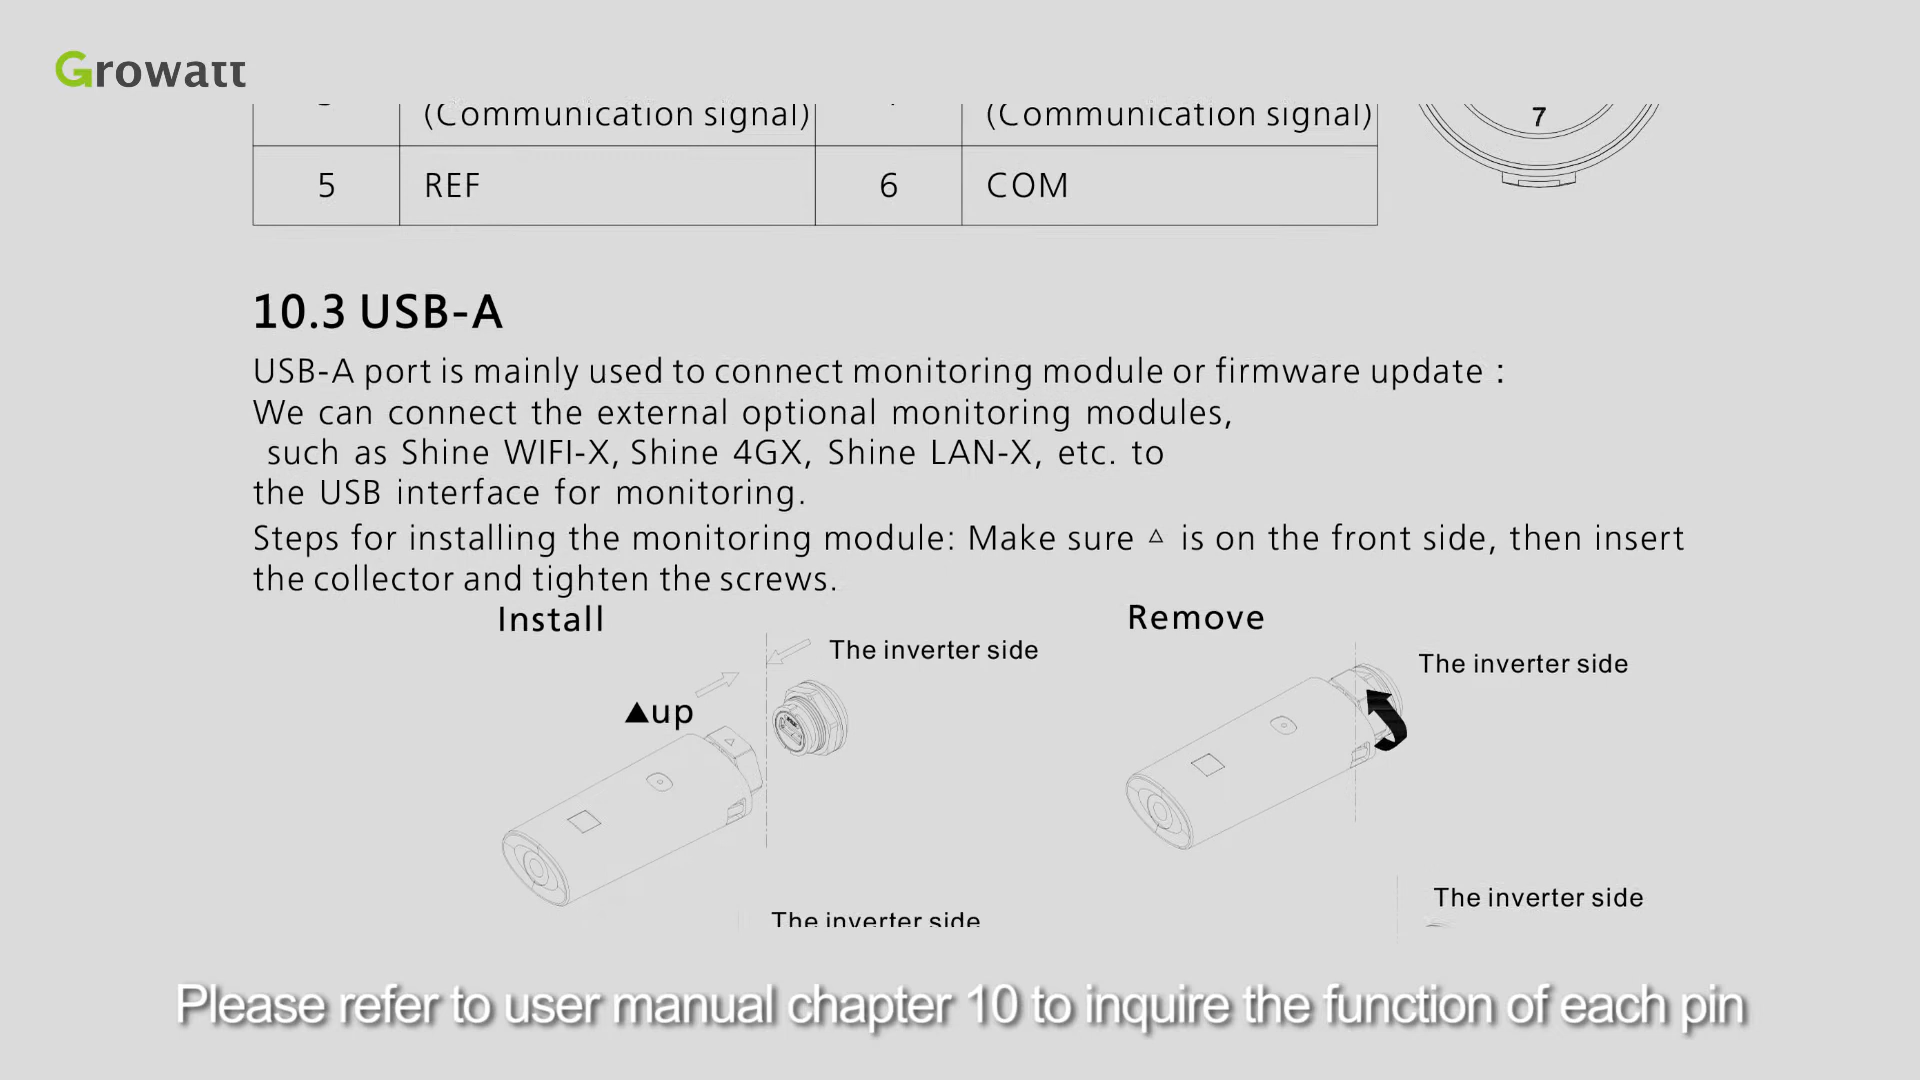 Growatt
7
(Communication signal) (Communication signal)
5 REF 6 COM
10.3 USB-A
USB-A port is mainly used to connect monitoring module or firmware update :
We can connect the external optional monitoring modules,
such as Shine WIFI-X, Shine 4GX, Shine LAN-X, etc. to
the USB interface for monitoring.
Steps for installing the monitoring module: Make sure △ is on the front side, then insert
the collector and tighten the screws.
Install
Remove
The inverter side
The inverter side
▲up
The inverter side
The inverter side
Please refer to user manual chapter 10 to inquire the function of each pin